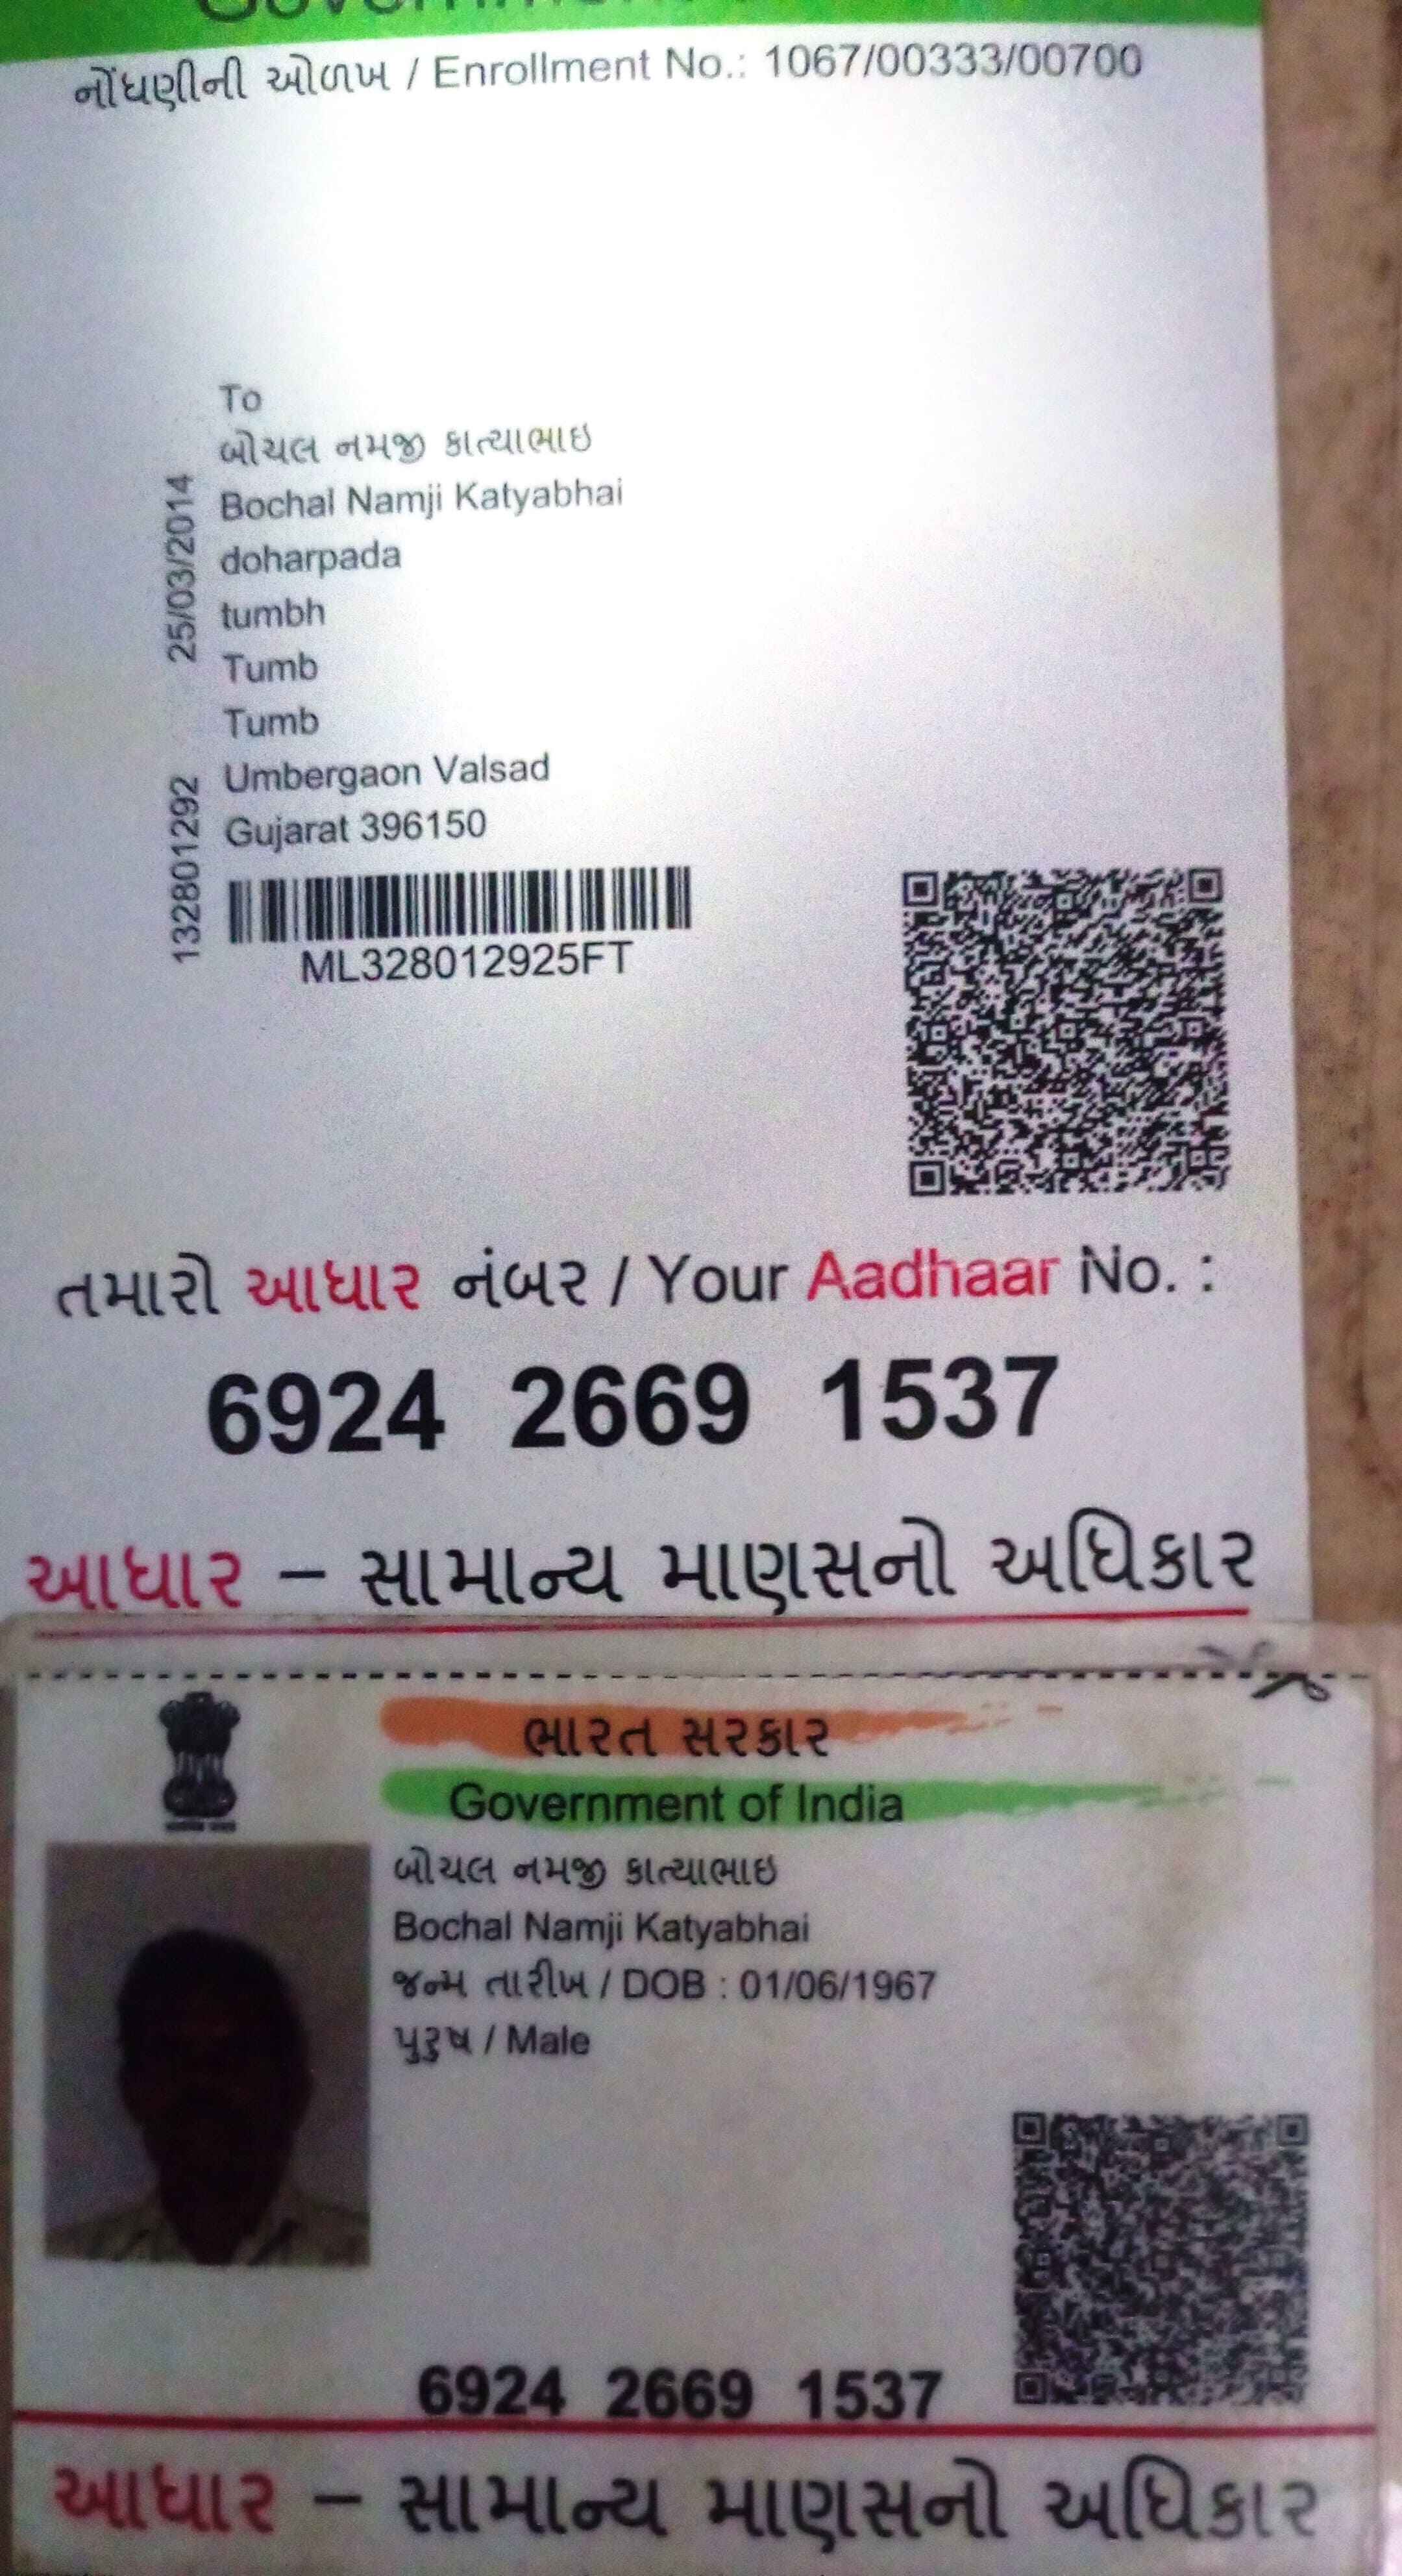 નોંધણીની ઓળખ / Enrollment No.: 1067/00333/00700
To
બોચલ નમજી કાત્યાભાઇ
Bochal Namji Katyabhai
doharpada
tumbh
Tumb
Tumb
Umbergaon Valsad
Gujarat 396150
132801292 25/03/2014
ML328012925FT
તમારો આધાર નંબર / Your Aadhaar No. :
6924 2669 1537
આધાર – સામાન્ય માણસનો અધિકાર
ભારત સરકાર
Government of India
બોચલ નમજી કાત્યાભાઇ
Bochal Namji Katyabhai
જન્મ તારીખ / DOB : 01/06/1967
પુરુષ / Male
6924 2669 1537
આધાર – સામાન્ય માણસનો અધિકાર